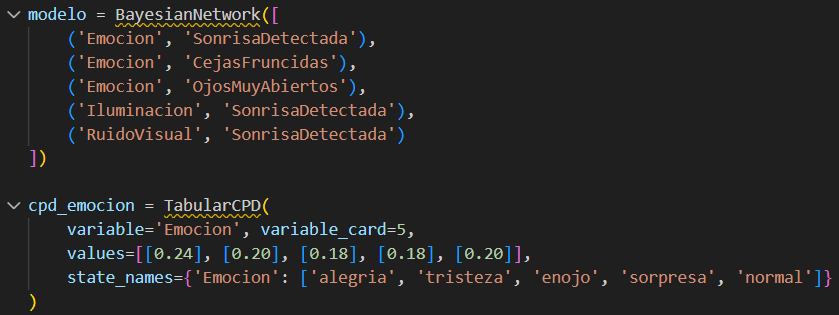 modelo = BayesianNetwork([
    ('Emocion', 'SonrisaDetectada'),
    ('Emocion', 'CejasFruncidas'),
    ('Emocion', 'OjosMuyAbiertos'),
    ('Iluminacion', 'SonrisaDetectada'),
    ('RuidoVisual', 'SonrisaDetectada')
])
cpd_emocion = TabularCPD(
    variable='Emocion', variable_card=5,
    values=[[0.24], [0.20], [0.18], [0.18], [0.20]],
    state_names={'Emocion': ['alegria', 'tristeza', 'enojo', 'sorpresa', 'normal']}
)